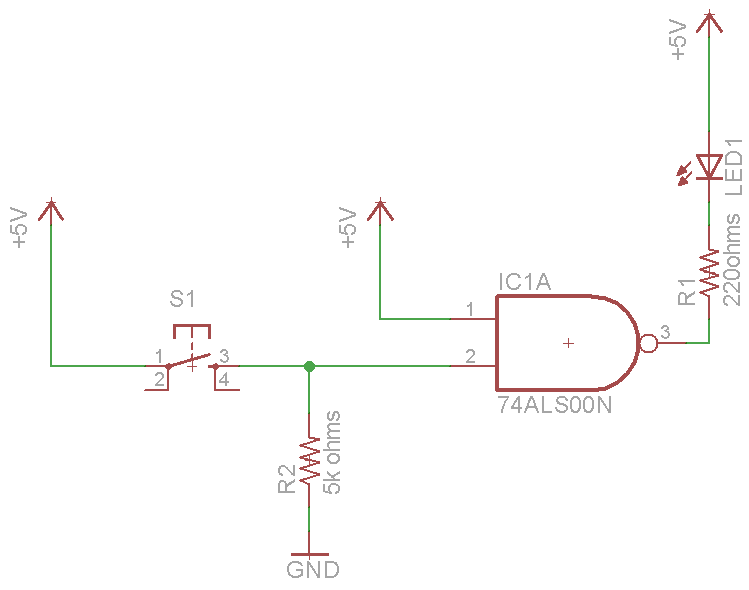 +5V
LED1
220ohms
R1
+5V
+5V
S1
1
2
3
4
IC1A
1
2
3
74ALS00N
R2
5k ohms
GND